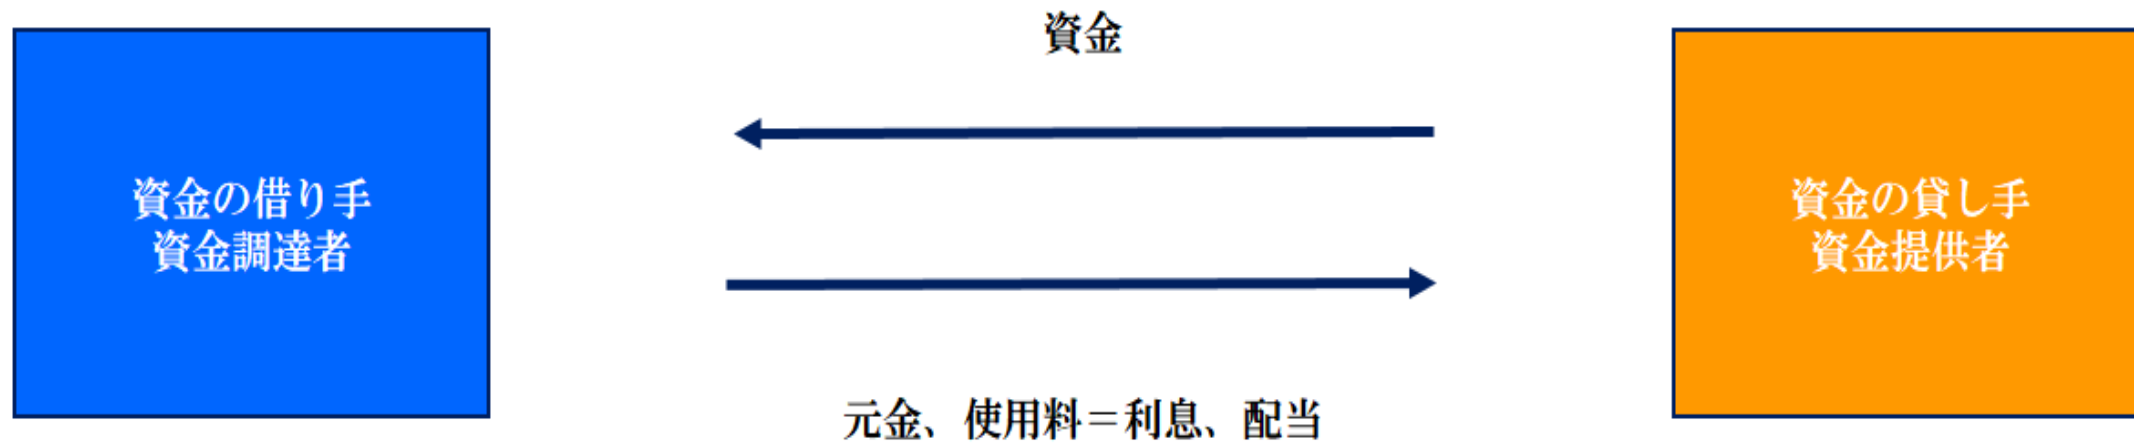 資金
資金の借り手
資金調達者
資金の貸し手
資金提供者
元金、使用料＝利息、配当